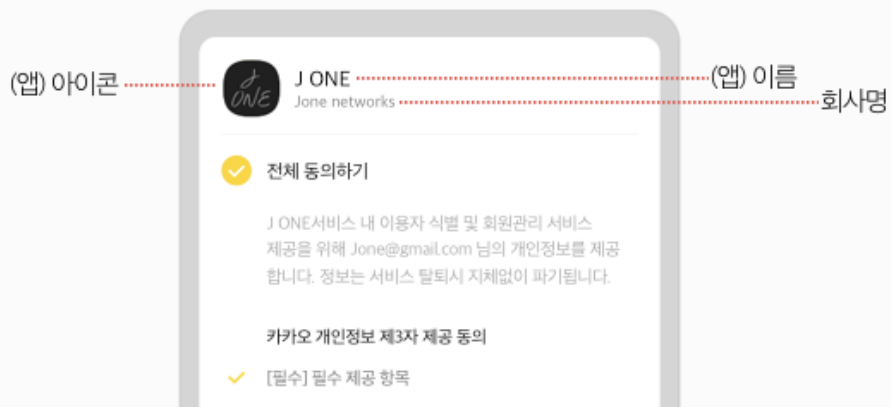 (앱) 아이콘
J ONE
J ONE
(앱) 이름
Jone networks
회사명
전체 동의하기
J ONE서비스 내 이용자 식별 및 회원관리 서비스
제공을 위해 Jone@gmail.com 님의 개인정보를 제공
합니다. 정보는 서비스 탈퇴시 지체없이 파기됩니다.
카카오 개인정보 제3자 제공 동의
[필수] 필수 제공 항목